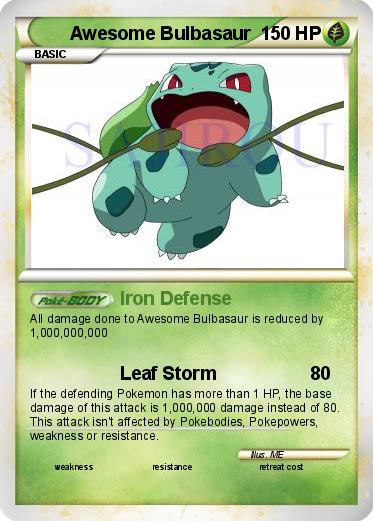 Awesome Bulbasaur 150 HP
BASIC
Poké-BODY Iron Defense
All damage done to Awesome Bulbasaur is reduced by
1,000,000,000
Leaf Storm 80
If the defending Pokemon has more than 1 HP, the base
damage of this attack is 1,000,000 damage instead of 80.
This attack isn't affected by Pokebodies, Pokepowers,
weakness or resistance.
Illus. ME
weakness resistance retreat cost